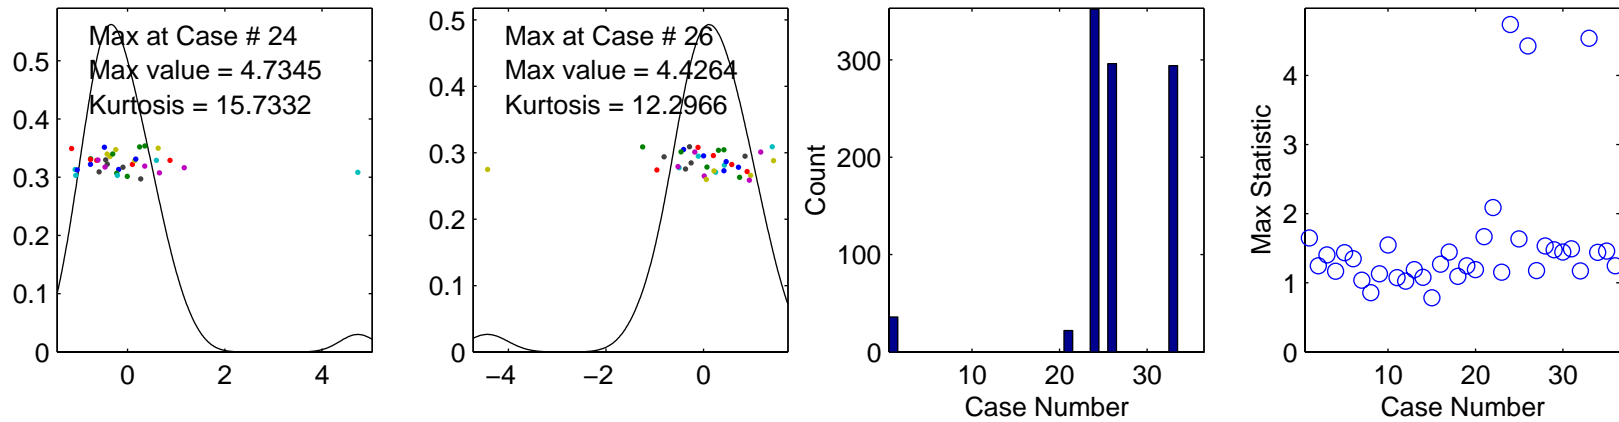 Max at Case # 24
Max value = 4.7345
Kurtosis = 15.7332
0.5
0.4
0.3
0.2
0.1
0
0 2 4
Max at Case # 26
Max value = 4.4264
Kurtosis = 12.2966
0.5
0.4
0.3
0.2
0.1
0
−4 −2 0
Count
300
200
100
0
10 20 30
Case Number
Max Statistic
4
3
2
1
0
10 20 30
Case Number